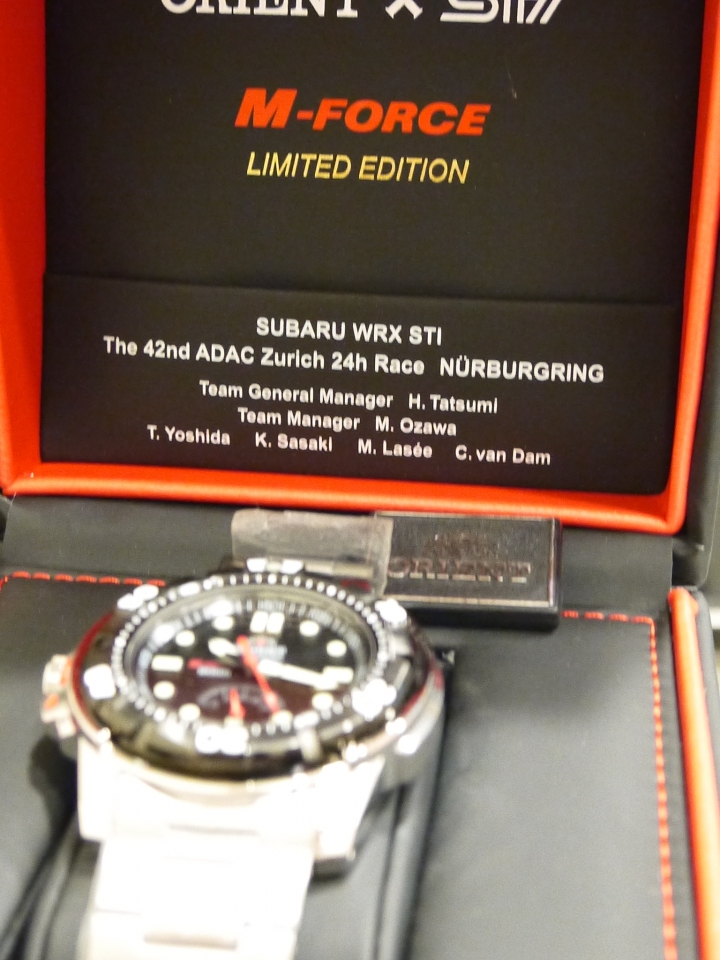 ORIENT × STI
M-FORCE
LIMITED EDITION
SUBARU WRX STI
The 42nd ADAC Zurich 24h Race NÜRBURGRING
Team General Manager H. Tatsumi
Team Manager M. Ozawa
T. Yoshida K. Sasaki M. Lasée C. van Dam
ORIENT